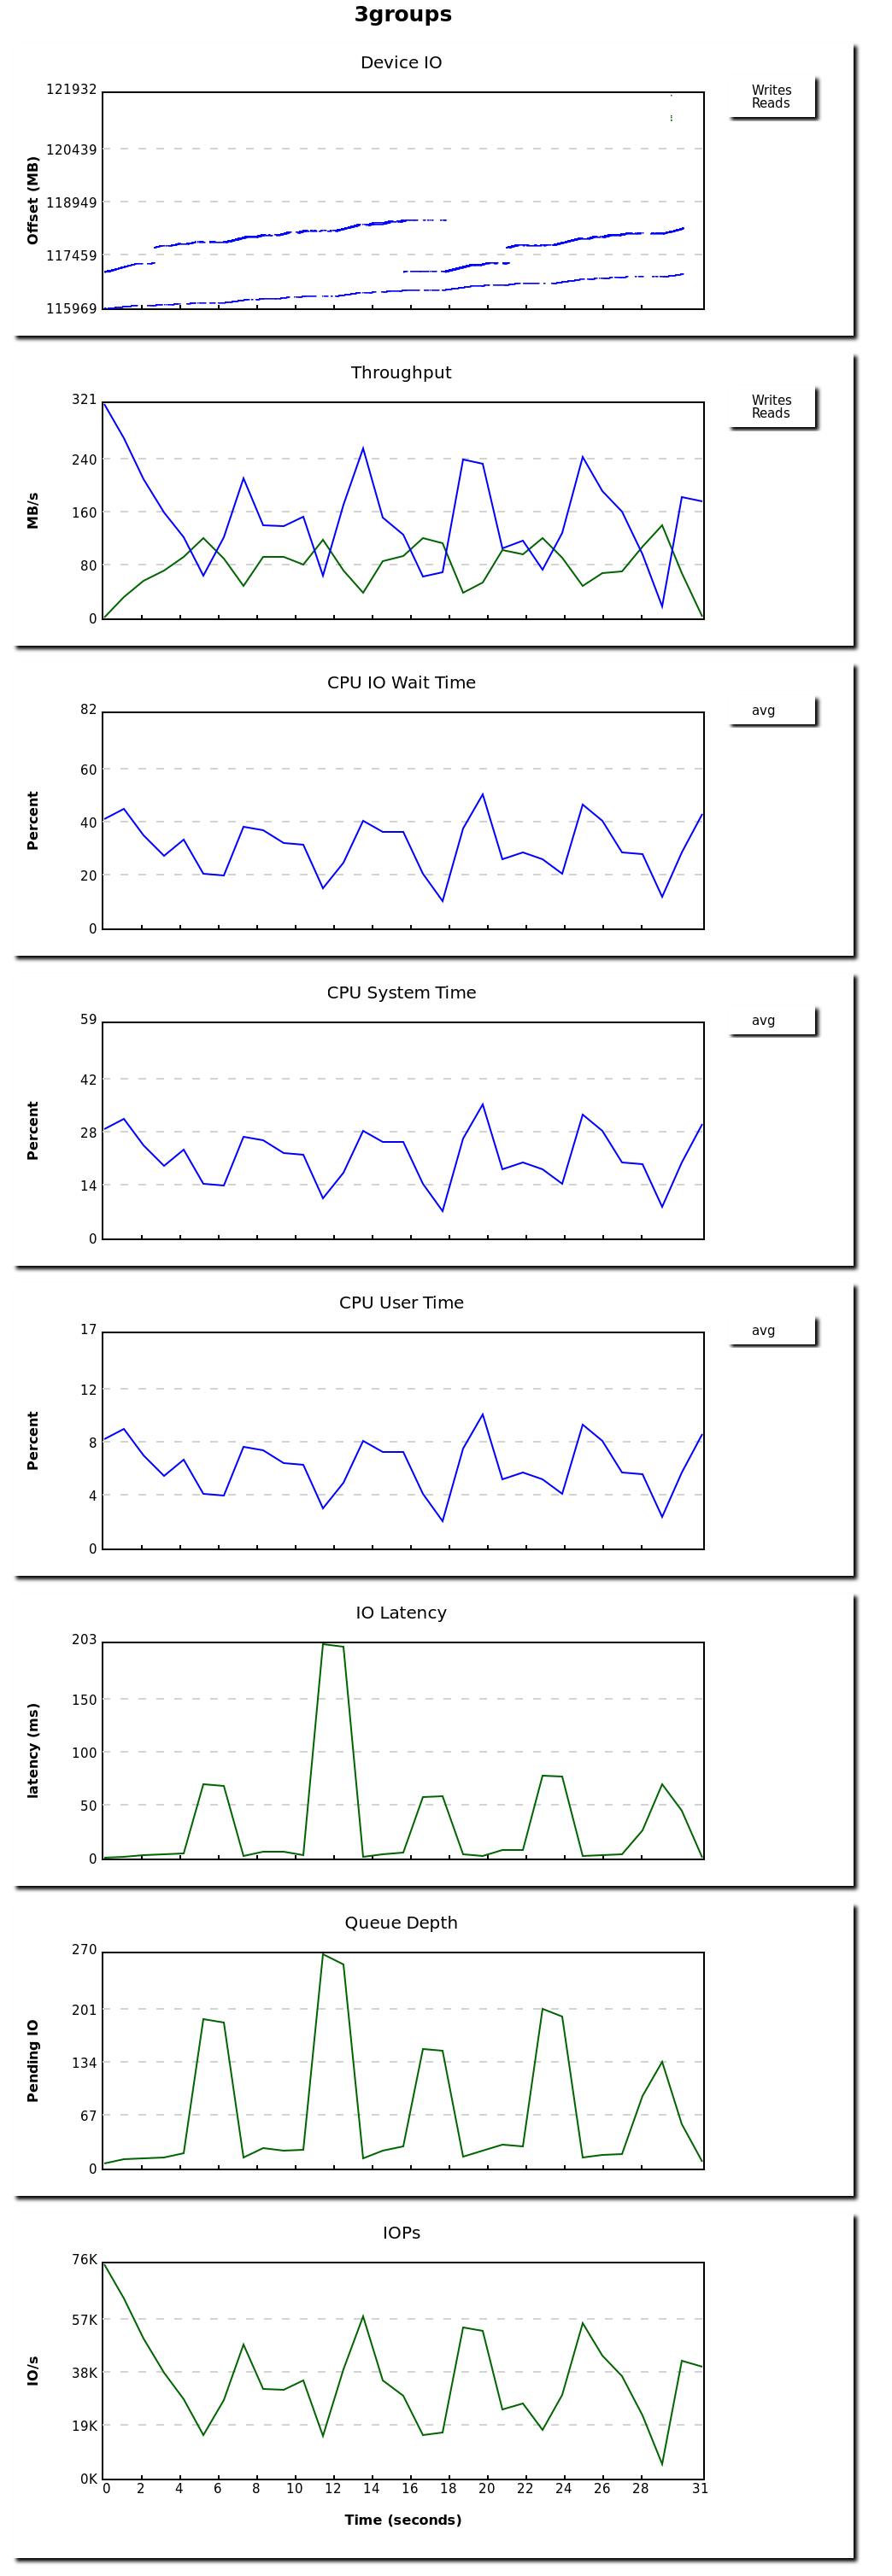 3groups
Device IO
121932
120439
118949
117459
115969
Offset (MB)
Writes
Reads
Throughput
321
240
160
80
0
MB/s
Writes
Reads
CPU IO Wait Time
82
60
40
20
0
Percent
avg
CPU System Time
59
42
28
14
0
Percent
avg
CPU User Time
17
12
8
4
0
Percent
avg
IO Latency
203
150
100
50
0
latency (ms)
Queue Depth
270
201
134
67
0
Pending IO
IOPs
76K
57K
38K
19K
0K
IO/s
0 2 4 6 8 10 12 14 16 18 20 22 24 26 28 31
Time (seconds)